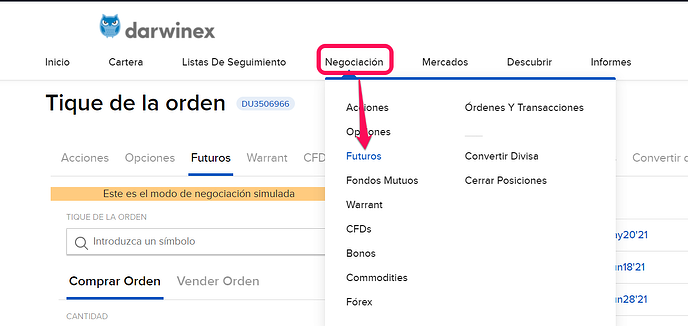 darwinex
Inicio Cartera Listas De Seguimiento Negociación Mercados Descubrir Informes
Tique de la orden DU3506966
Acciones Órdenes Y Transacciones
Opciones
Acciones Opciones Futuros Warrant CFD Futuros Convertir Divisa Convertir d
Fondos Mutuos Cerrar Posiciones
Este es el modo de negociación simulada
Warrant
TIQUE DE LA ORDEN
CFDs ay20'21
Introduzca un símbolo
Bonos un18'21
Comprar Orden Vender Orden
Commodities
Fórex un28'21
CANTIDAD